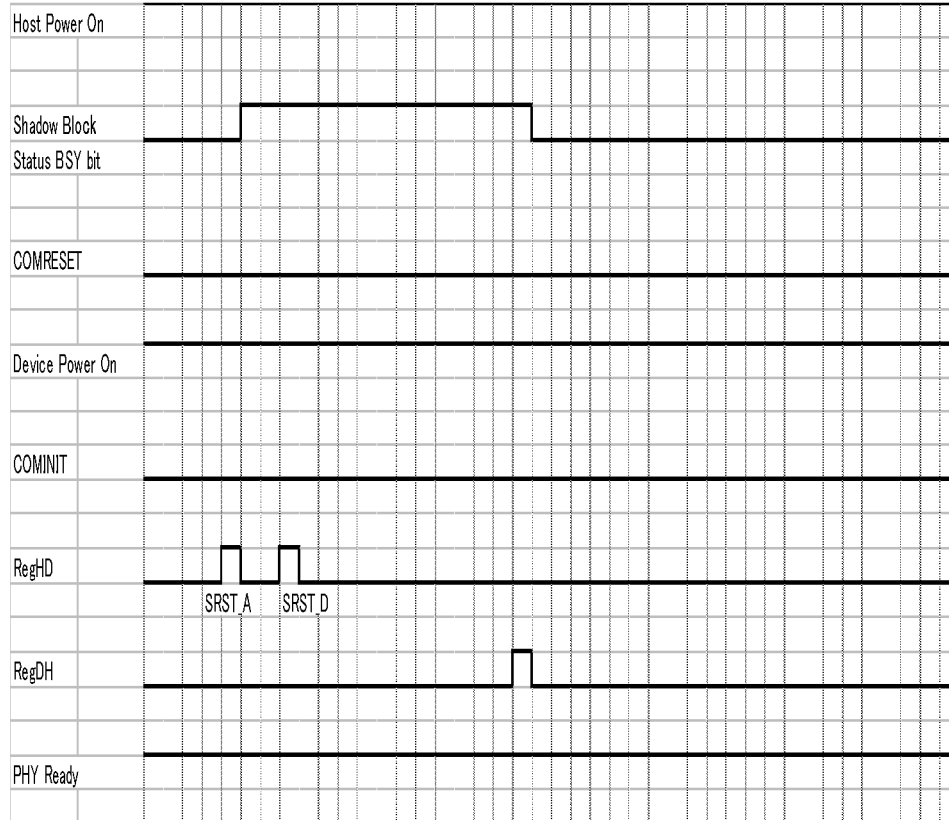 Host Power On
Shadow Block
Status BSY bit
COMRESET
Device Power On
COMINIT
RegHD
SRST_A SRST_D
RegDH
PHY Ready